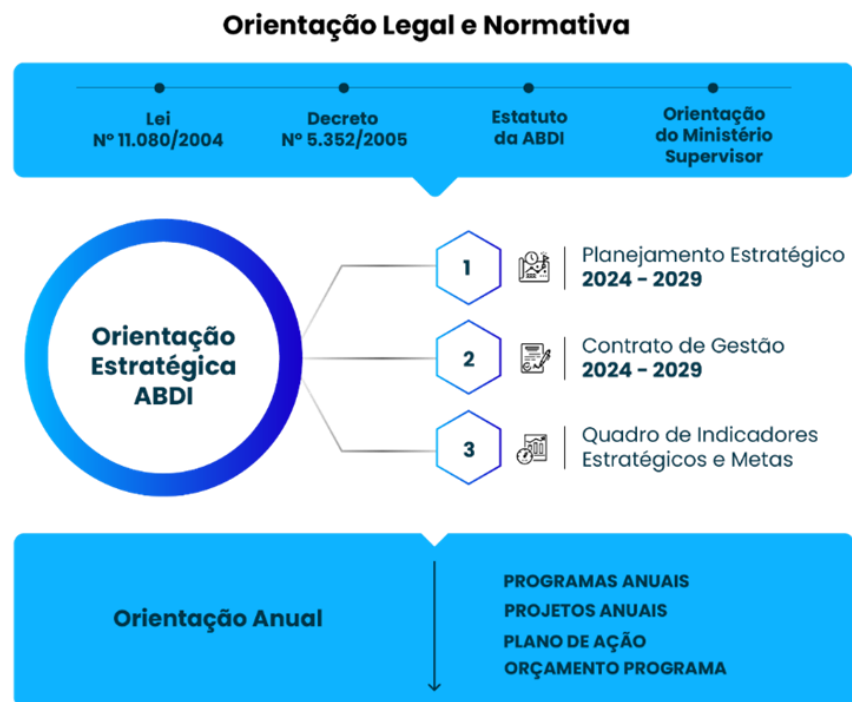 Orientação Legal e Normativa
Lei
Nº 11.080/2004
Decreto
Nº 5.352/2005
Estatuto
da ABDI
Orientação
do Ministério
Supervisor
Orientação
Estratégica
ABDI
1
Planejamento Estratégico
2024 - 2029
2
Contrato de Gestão
2024 - 2029
3
Quadro de Indicadores
Estratégicos e Metas
Orientação Anual
PROGRAMAS ANUAIS
PROJETOS ANUAIS
PLANO DE AÇÃO
ORÇAMENTO PROGRAMA